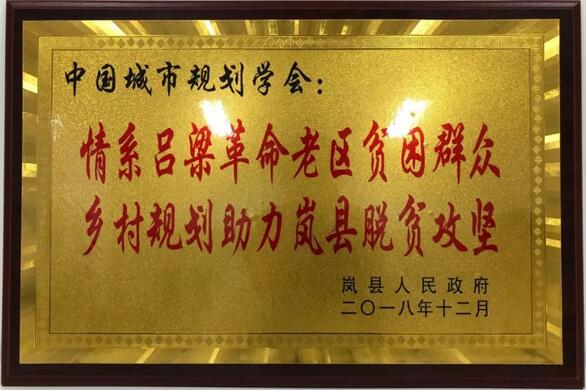 中国城市规划学会：
情系吕梁革命老区贫困群众
乡村规划助力岚县脱贫攻坚
岚县人民政府
二〇一八年十二月